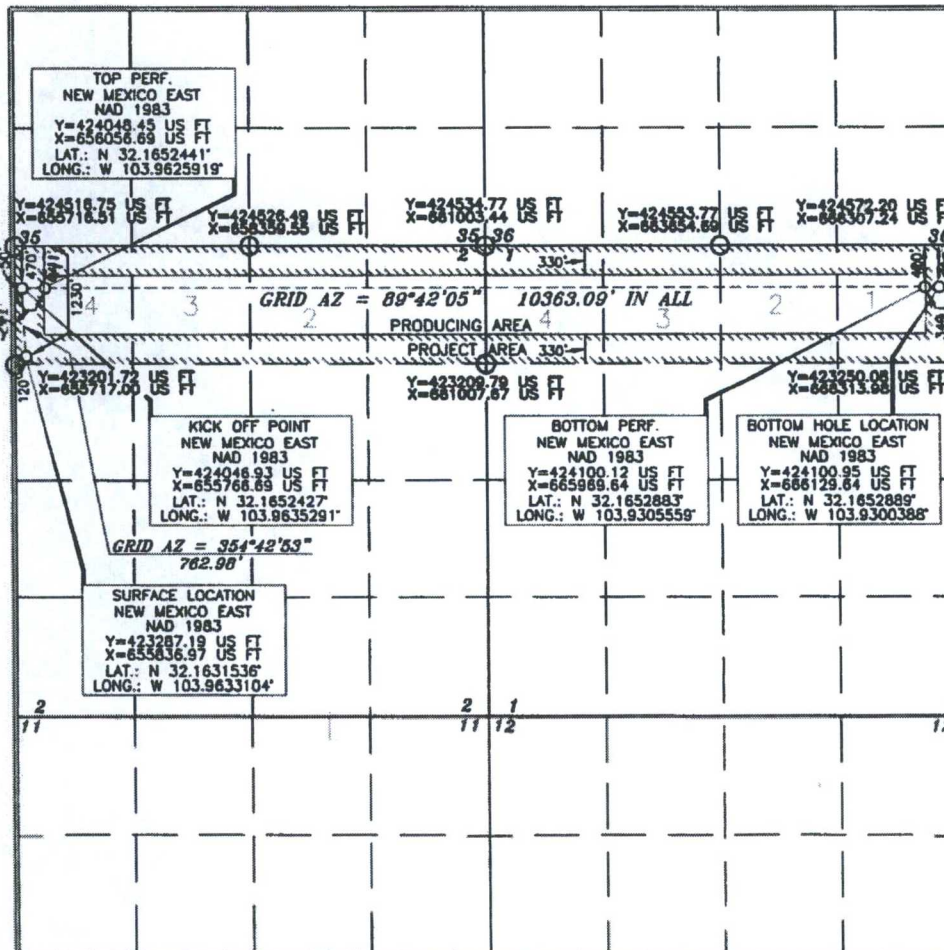 TOP PERF.
NEW MEXICO EAST
NAD 1983
Y=424048.45 US FT
X=656056.69 US FT
LAT.: N 32.1652441°
LONG.: W 103.9625919°
Y=424516.75 US FT
X=655716.51 US FT
Y=424526.49 US FT
X=658359.55 US FT
Y=424534.77 US FT
X=661003.44 US FT
Y=424553.77 US FT
X=663654.69 US FT
Y=424572.20 US FT
X=666307.24 US FT
35
35 36
36
2 1
330'
470'
1230'
4 3 2 4 3 2 1
GRID AZ = 89°42'05" 10363.09' IN ALL
PRODUCING AREA
PROJECT AREA 330'
120'
Y=423201.72 US FT
X=655717.00 US FT
Y=423209.79 US FT
X=661007.67 US FT
Y=423250.08 US FT
X=666313.98 US FT
KICK OFF POINT
NEW MEXICO EAST
NAD 1983
Y=424046.93 US FT
X=655766.69 US FT
LAT.: N 32.1652427°
LONG.: W 103.9635291°
BOTTOM PERF.
NEW MEXICO EAST
NAD 1983
Y=424100.12 US FT
X=665969.64 US FT
LAT.: N 32.1652883°
LONG.: W 103.9305559°
BOTTOM HOLE LOCATION
NEW MEXICO EAST
NAD 1983
Y=424100.95 US FT
X=666129.64 US FT
LAT.: N 32.1652889°
LONG.: W 103.9300388°
GRID AZ = 354°42'53"
762.98'
SURFACE LOCATION
NEW MEXICO EAST
NAD 1983
Y=423287.19 US FT
X=655836.97 US FT
LAT.: N 32.1631536°
LONG.: W 103.9633104°
2
11
2 1
11 12